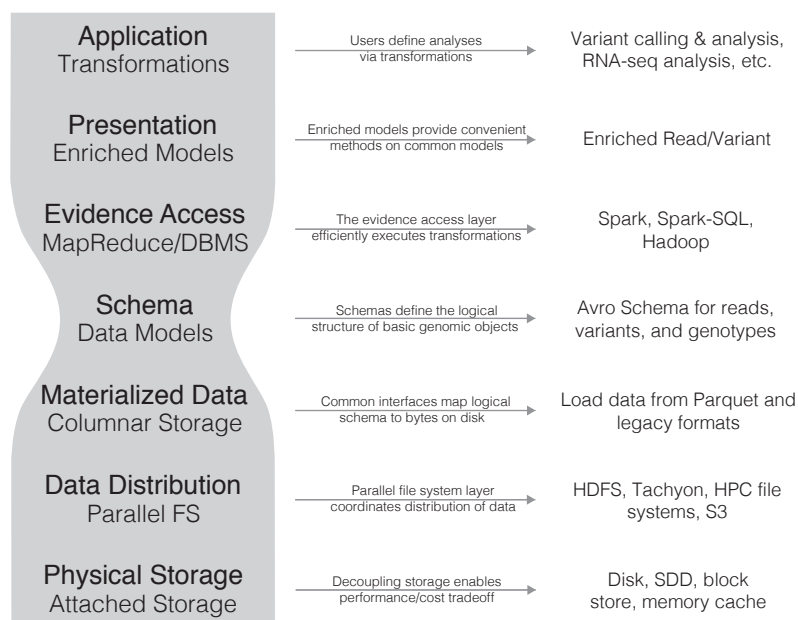 Application
Transformations
Users define analyses
via transformations
Variant calling & analysis,
RNA-seq analysis, etc.
Presentation
Enriched Models
Enriched models provide convenient
methods on common models
Enriched Read/Variant
Evidence Access
MapReduce/DBMS
The evidence access layer
efficiently executes transformations
Spark, Spark-SQL,
Hadoop
Schema
Data Models
Schemas define the logical
structure of basic genomic objects
Avro Schema for reads,
variants, and genotypes
Materialized Data
Columnar Storage
Common interfaces map logical
schema to bytes on disk
Load data from Parquet and
legacy formats
Data Distribution
Parallel FS
Parallel file system layer
coordinates distribution of data
HDFS, Tachyon, HPC file
systems, S3
Physical Storage
Attached Storage
Decoupling storage enables
performance/cost tradeoff
Disk, SDD, block
store, memory cache